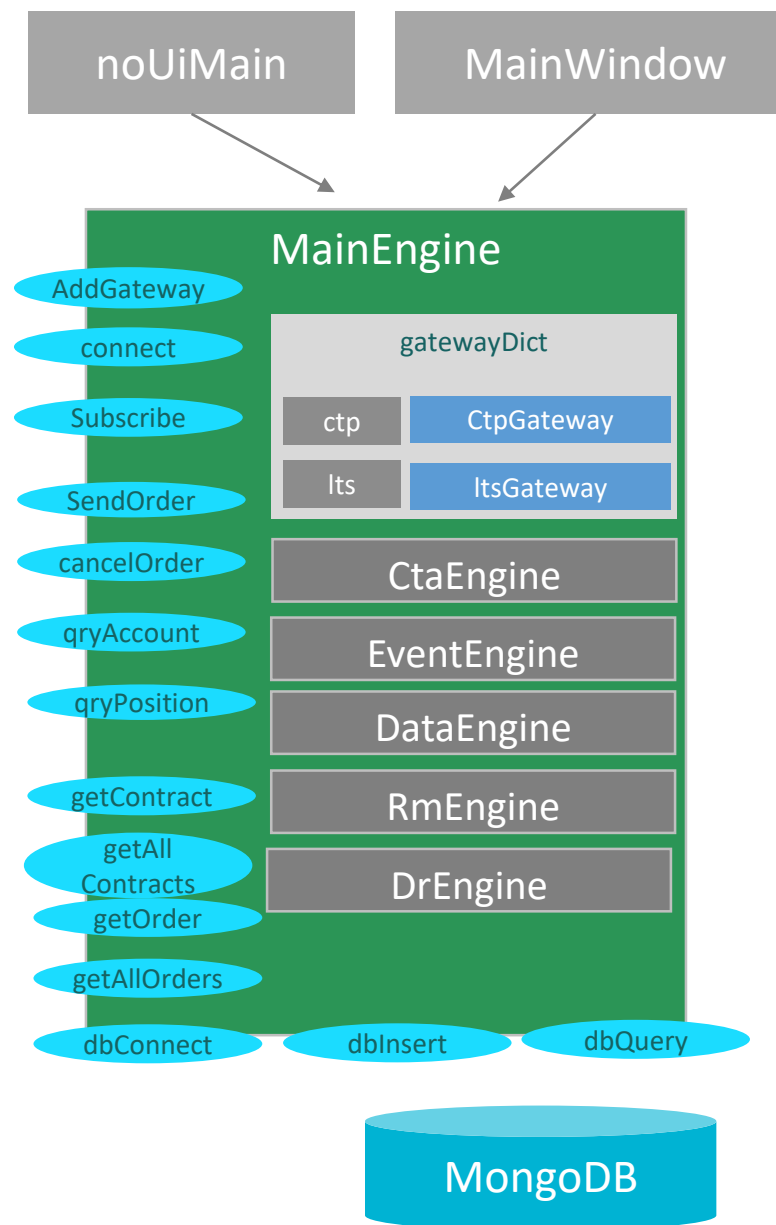 noUiMain
MainWindow
MainEngine
AddGateway
connect
gatewayDict
Subscribe
ctp
CtpGateway
lts
ltsGateway
SendOrder
cancelOrder
CtaEngine
qryAccount
EventEngine
qryPosition
DataEngine
getContract
RmEngine
getAll
Contracts
DrEngine
getOrder
getAllOrders
dbConnect
dbInsert
dbQuery
MongoDB